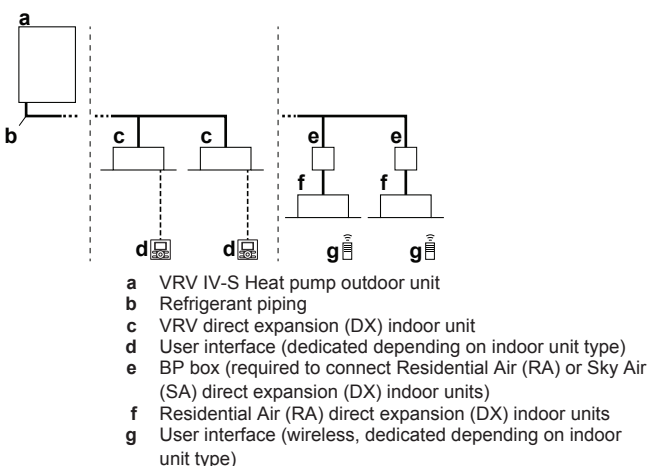 a
b
c c e e
f f
d d g g
a VRV IV-S Heat pump outdoor unit
b Refrigerant piping
c VRV direct expansion (DX) indoor unit
d User interface (dedicated depending on indoor unit type)
e BP box (required to connect Residential Air (RA) or Sky Air
(SA) direct expansion (DX) indoor units)
f Residential Air (RA) direct expansion (DX) indoor units
g User interface (wireless, dedicated depending on indoor
unit type)